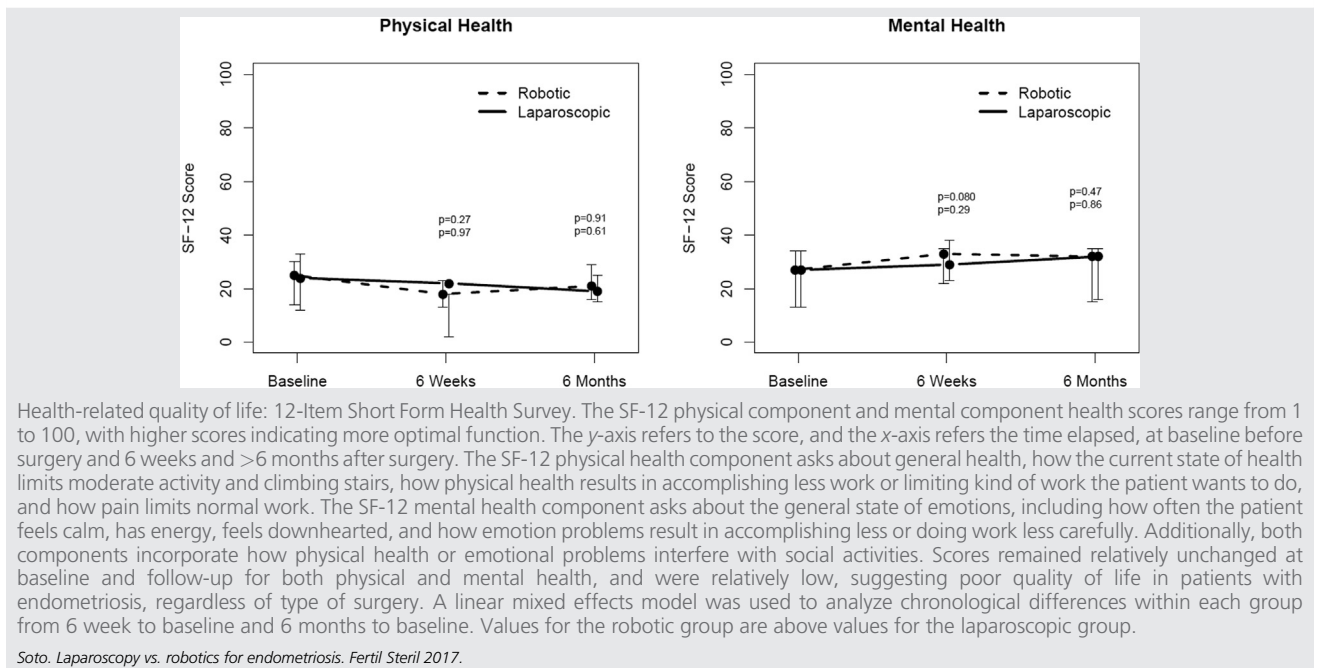 Physical Health
100
80
60
40
20
0
SF−12 Score
Robotic
Laparoscopic
p=0.27
p=0.97
p=0.91
p=0.61
Baseline
6 Weeks
6 Months
Mental Health
100
80
60
40
20
0
SF−12 Score
Robotic
Laparoscopic
p=0.080
p=0.29
p=0.47
p=0.86
Baseline
6 Weeks
6 Months
Health-related quality of life: 12-Item Short Form Health Survey. The SF-12 physical component and mental component health scores range from 1
to 100, with higher scores indicating more optimal function. The y-axis refers to the score, and the x-axis refers the time elapsed, at baseline before
surgery and 6 weeks and >6 months after surgery. The SF-12 physical health component asks about general health, how the current state of health
limits moderate activity and climbing stairs, how physical health results in accomplishing less work or limiting kind of work the patient wants to do,
and how pain limits normal work. The SF-12 mental health component asks about the general state of emotions, including how often the patient
feels calm, has energy, feels downhearted, and how emotion problems result in accomplishing less or doing work less carefully. Additionally, both
components incorporate how physical health or emotional problems interfere with social activities. Scores remained relatively unchanged at
baseline and follow-up for both physical and mental health, and were relatively low, suggesting poor quality of life in patients with
endometriosis, regardless of type of surgery. A linear mixed effects model was used to analyze chronological differences within each group
from 6 week to baseline and 6 months to baseline. Values for the robotic group are above values for the laparoscopic group.
Soto. Laparoscopy vs. robotics for endometriosis. Fertil Steril 2017.